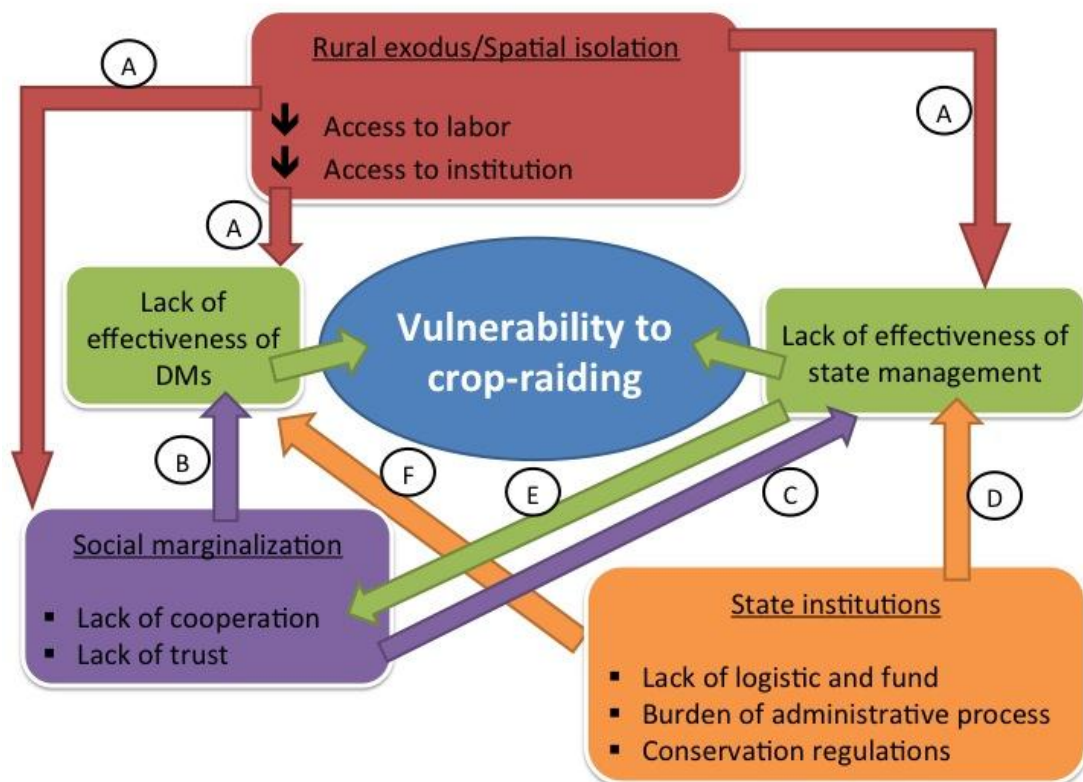 Rural exodus/Spatial isolation
A
A
Access to labor
Access to institution
A
Lack of
effectiveness of
DMs
Vulnerability to
crop-raiding
Lack of effectiveness of
state management
B
F
E
C
D
Social marginalization
▪ Lack of cooperation
▪ Lack of trust
State institutions
▪ Lack of logistic and fund
▪ Burden of administrative process
▪ Conservation regulations